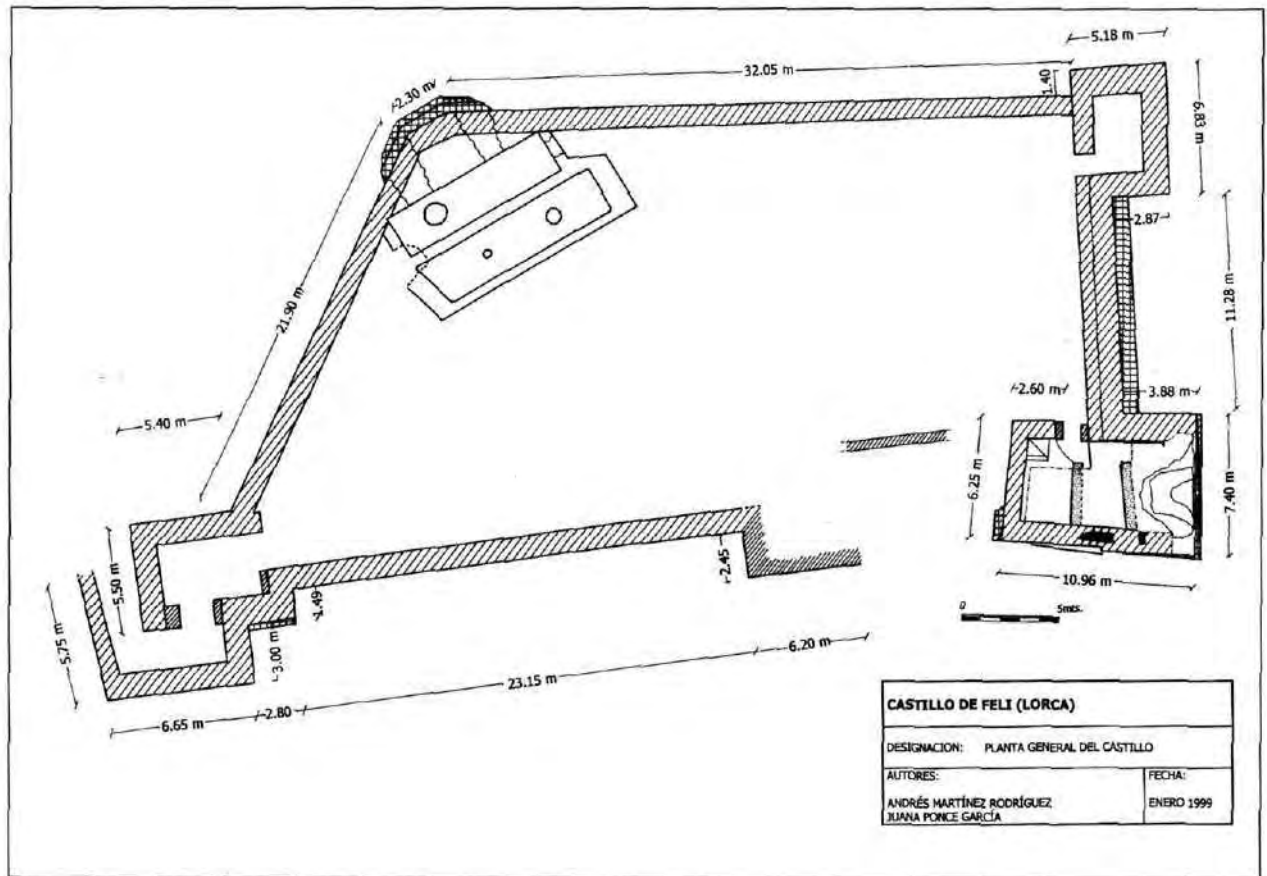 5.18 m
32.05 m
2.30 m
1.40
6.83 m
2.87
21.90 m
11.28 m
2.60 m
3.88 m
5.40 m
6.25 m
7.40 m
5.50 m
2.45
1.49
10.96 m
0 5mts.
5.75 m
3.00 m
6.20 m
23.15 m
6.65 m
2.80
CASTILLO DE FELI (LORCA)
DESIGNACION: PLANTA GENERAL DEL CASTILLO
AUTORES:
FECHA:
ANDRÉS MARTÍNEZ RODRÍGUEZ
ENERO 1999
JUANA PONCE GARCÍA